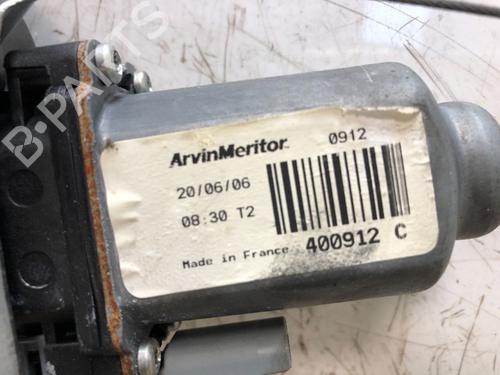 ArvinMeritor 0912
20/06/06
08:30 T2
Made in France 400912 C
B-PARTS